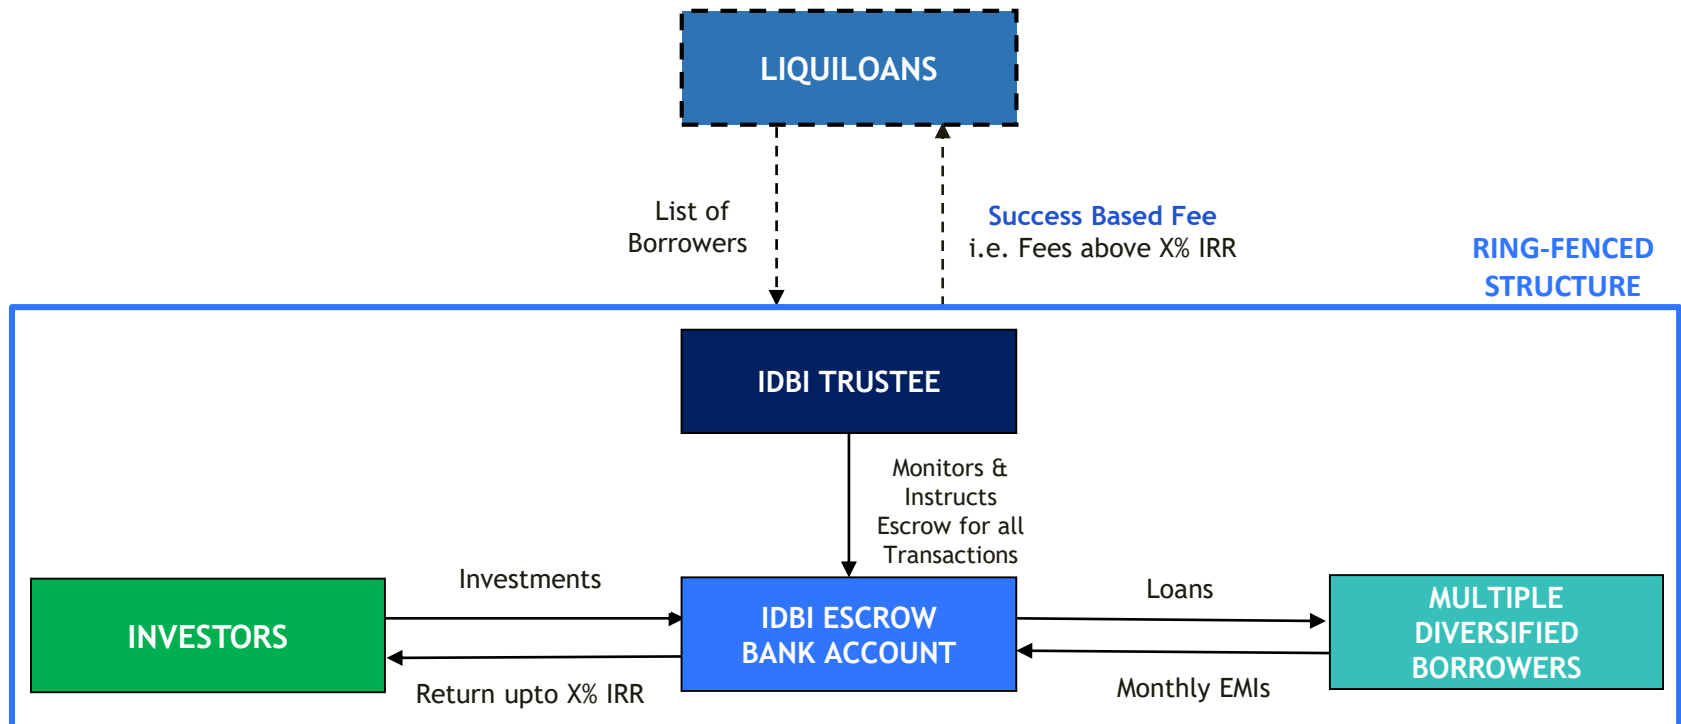 LIQUILOANS
List of
Borrowers
Success Based Fee
i.e. Fees above X% IRR
RING-FENCED
STRUCTURE
IDBI TRUSTEE
Monitors &
Instructs
Escrow for all
Transactions
INVESTORS
Investments
Return upto X% IRR
IDBI ESCROW
BANK ACCOUNT
Loans
Monthly EMIs
MULTIPLE
DIVERSIFIED
BORROWERS